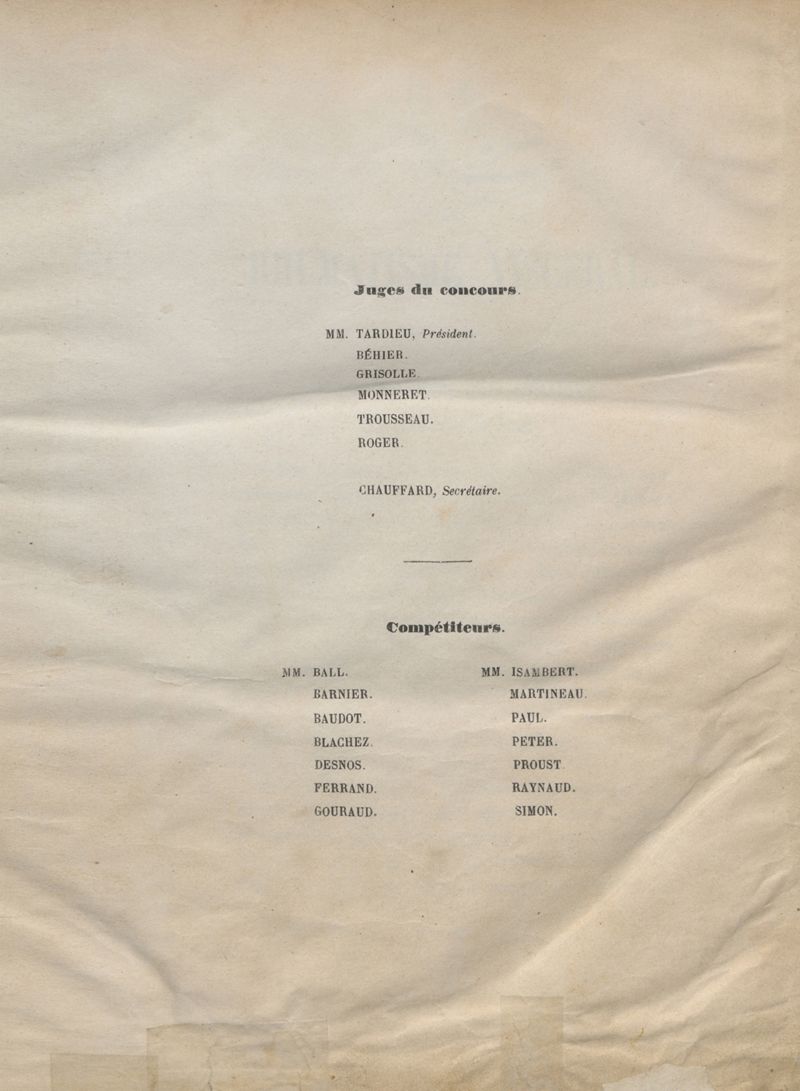 Juges du concours.
MM. TARDIEU, Président.
BÉHIER.
GRISOLLE.
MONNERET.
TROUSSEAU.
ROGER.
CHAUFFARD, Secrétaire.
Compétiteurs.
MM. BALL.
BARNIER.
BAUDOT.
BLACHEZ.
DESNOS.
FERRAND.
GOURAUD.
MM. ISAMBERT.
MARTINEAU.
PAUL.
PETER.
PROUST.
RAYNAUD.
SIMON.